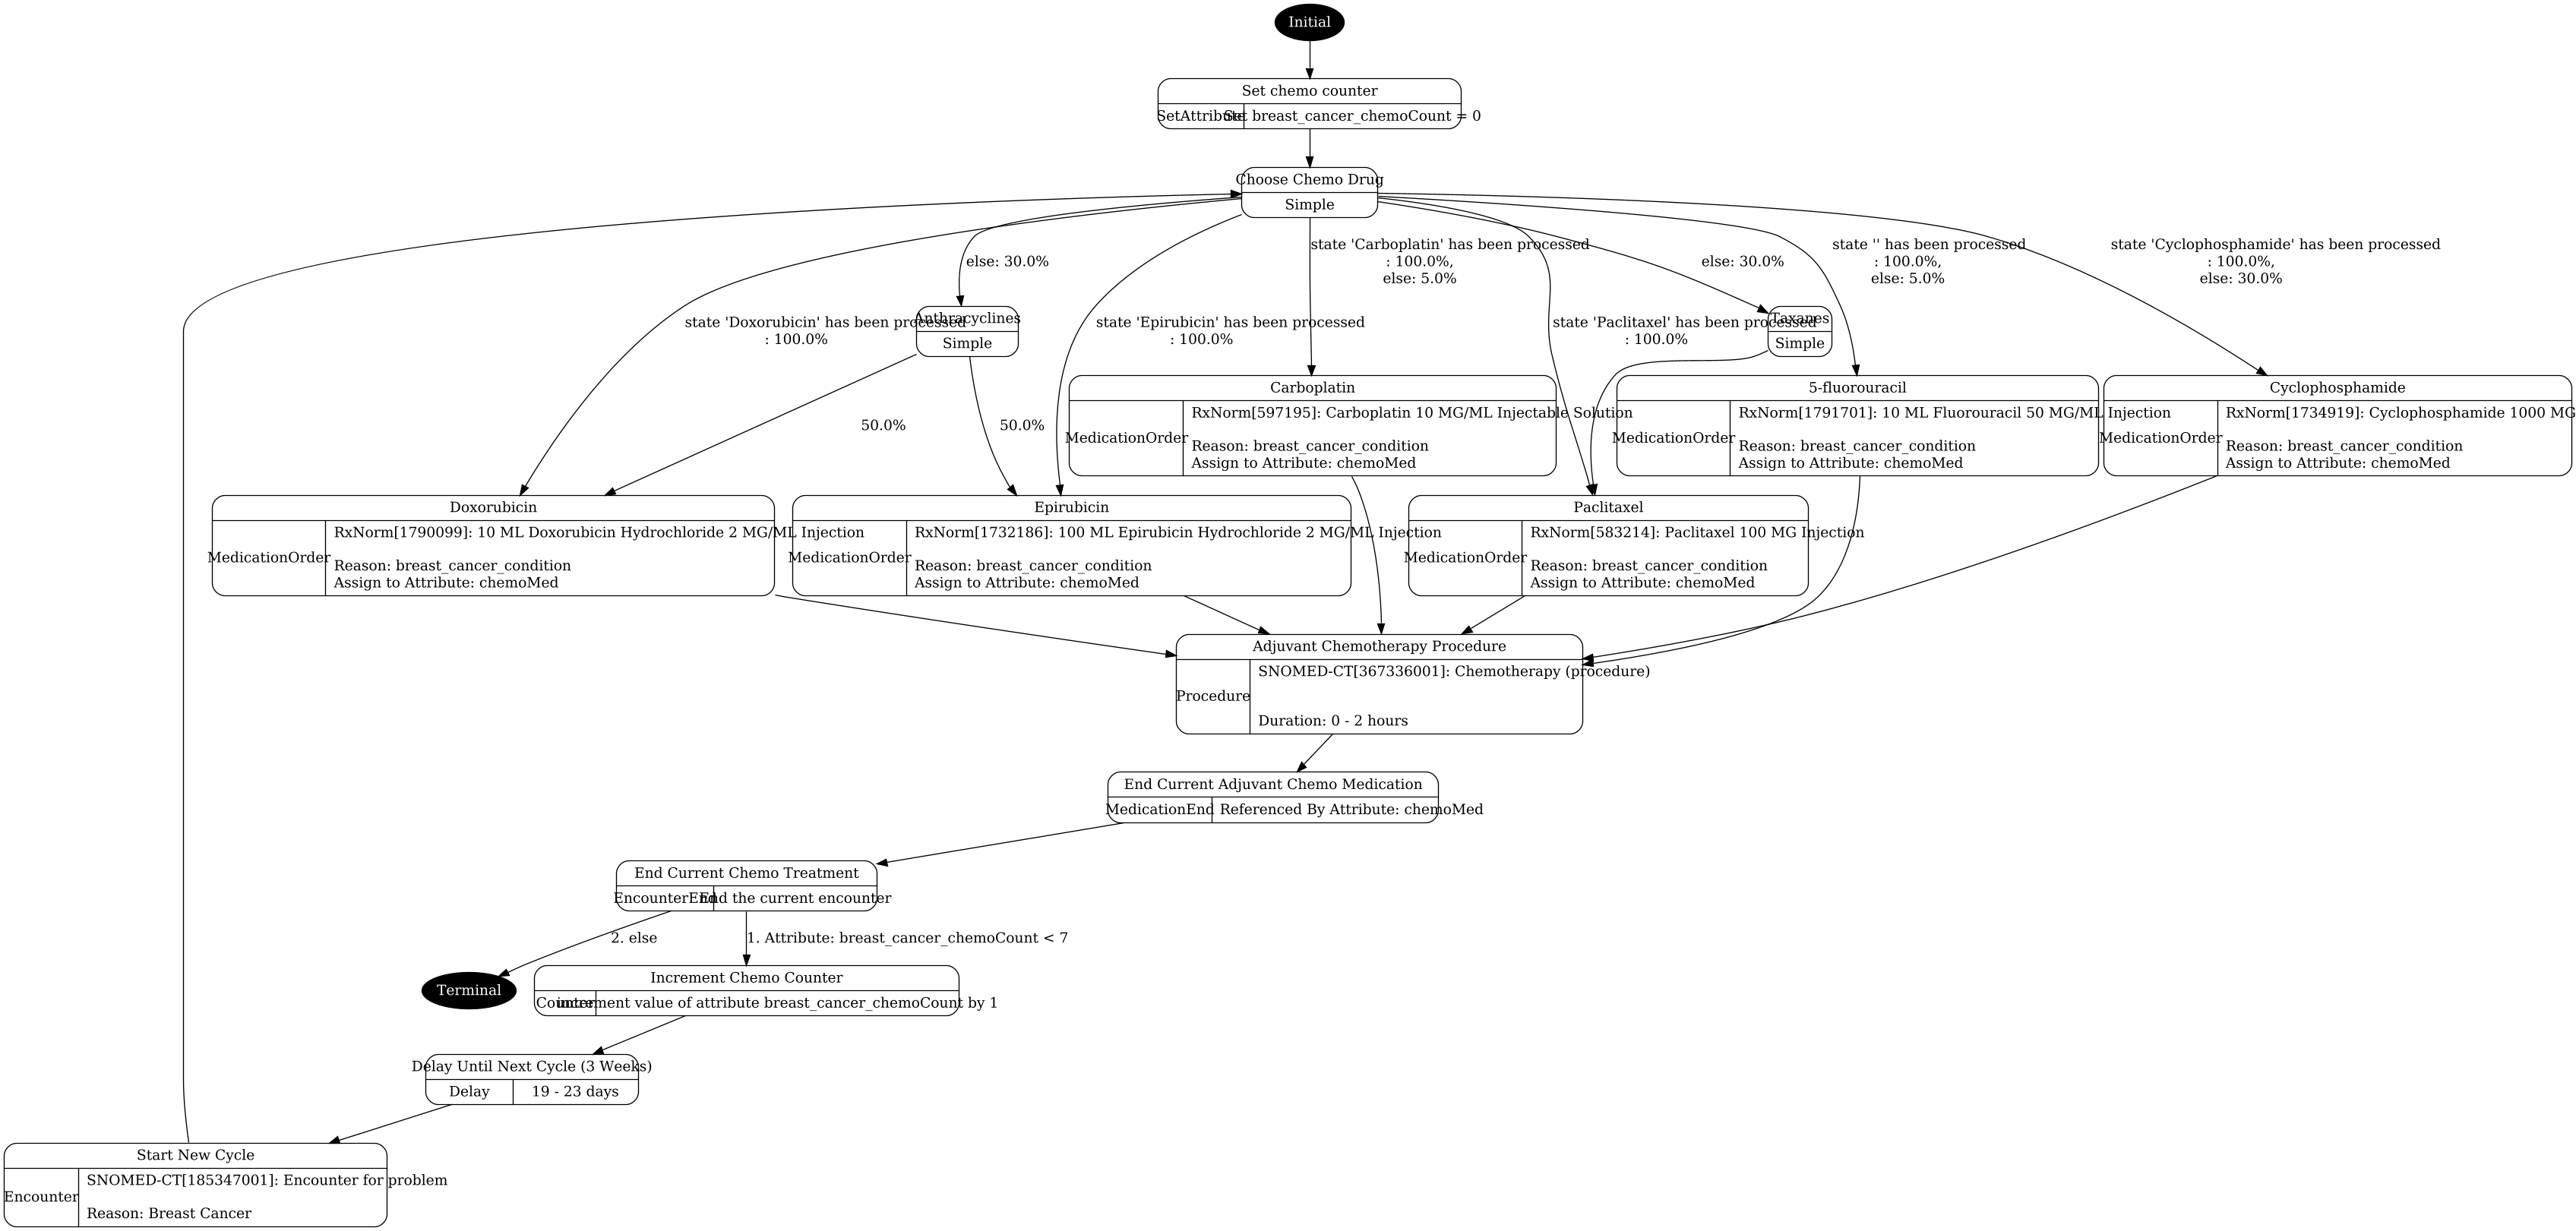 Initial
Set chemo counter
SetAttribute
Set breast_cancer_chemoCount = 0
Choose Chemo Drug
Simple
else: 30.0%
state 'Carboplatin' has been processed
: 100.0%,
else: 5.0%
else: 30.0%
state '' has been processed
: 100.0%,
else: 5.0%
state 'Cyclophosphamide' has been processed
: 100.0%,
else: 30.0%
state 'Doxorubicin' has been processed
: 100.0%
Anthracyclines
Simple
state 'Epirubicin' has been processed
: 100.0%
state 'Paclitaxel' has been processed
: 100.0%
Taxanes
Simple
50.0%
50.0%
Carboplatin
MedicationOrder
RxNorm[597195]: Carboplatin 10 MG/ML Injectable Solution
Reason: breast_cancer_condition
Assign to Attribute: chemoMed
5-fluorouracil
MedicationOrder
RxNorm[1791701]: 10 ML Fluorouracil 50 MG/ML Injection
Reason: breast_cancer_condition
Assign to Attribute: chemoMed
Cyclophosphamide
MedicationOrder
RxNorm[1734919]: Cyclophosphamide 1000 MG
Reason: breast_cancer_condition
Assign to Attribute: chemoMed
Doxorubicin
MedicationOrder
RxNorm[1790099]: 10 ML Doxorubicin Hydrochloride 2 MG/ML Injection
Reason: breast_cancer_condition
Assign to Attribute: chemoMed
Epirubicin
MedicationOrder
RxNorm[1732186]: 100 ML Epirubicin Hydrochloride 2 MG/ML Injection
Reason: breast_cancer_condition
Assign to Attribute: chemoMed
Paclitaxel
MedicationOrder
RxNorm[583214]: Paclitaxel 100 MG Injection
Reason: breast_cancer_condition
Assign to Attribute: chemoMed
Adjuvant Chemotherapy Procedure
Procedure
SNOMED-CT[367336001]: Chemotherapy (procedure)
Duration: 0 - 2 hours
End Current Adjuvant Chemo Medication
MedicationEnd
Referenced By Attribute: chemoMed
End Current Chemo Treatment
EncounterEnd
End the current encounter
2. else
1. Attribute: breast_cancer_chemoCount < 7
Terminal
Increment Chemo Counter
Counter
increment value of attribute breast_cancer_chemoCount by 1
Delay Until Next Cycle (3 Weeks)
Delay
19 - 23 days
Start New Cycle
Encounter
SNOMED-CT[185347001]: Encounter for problem
Reason: Breast Cancer